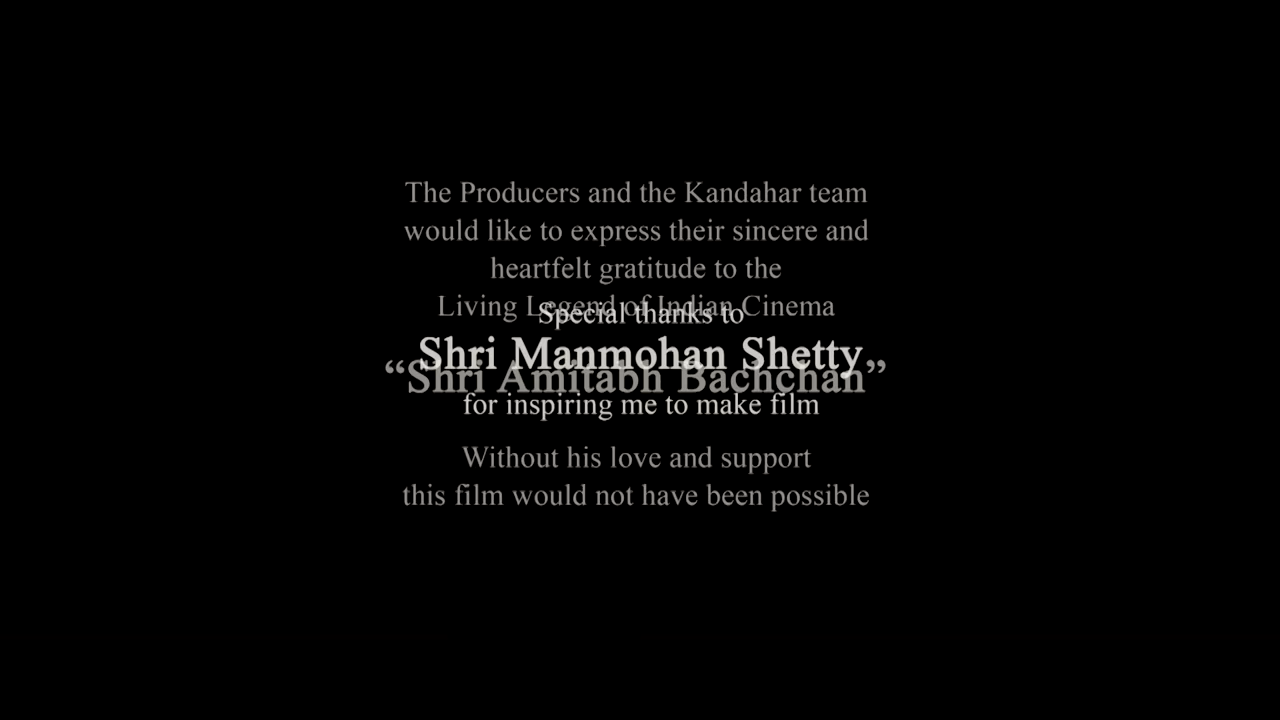 The Producers and the Kandahar team
would like to express their sincere and
heartfelt gratitude to the
Living Legend of Indian Cinema
“Shri Amitabh Bachchan”
Without his love and support
this film would not have been possible
Special thanks to
Shri Manmohan Shetty
for inspiring me to make film